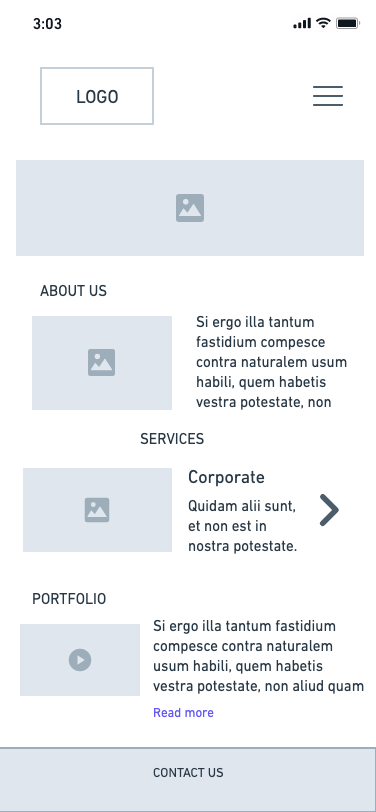 3:03
LOGO
ABOUT US
Si ergo illa tantum
fastidium compesce
contra naturalem usum
habili, quem habetis
vestra potestate, non
SERVICES
Corporate
Quidam alii sunt,
et non est in
nostra potestate.
PORTFOLIO
Si ergo illa tantum fastidium
compesce contra naturalem
usum habili, quem habetis
vestra potestate, non aliud quam
Read more
CONTACT US